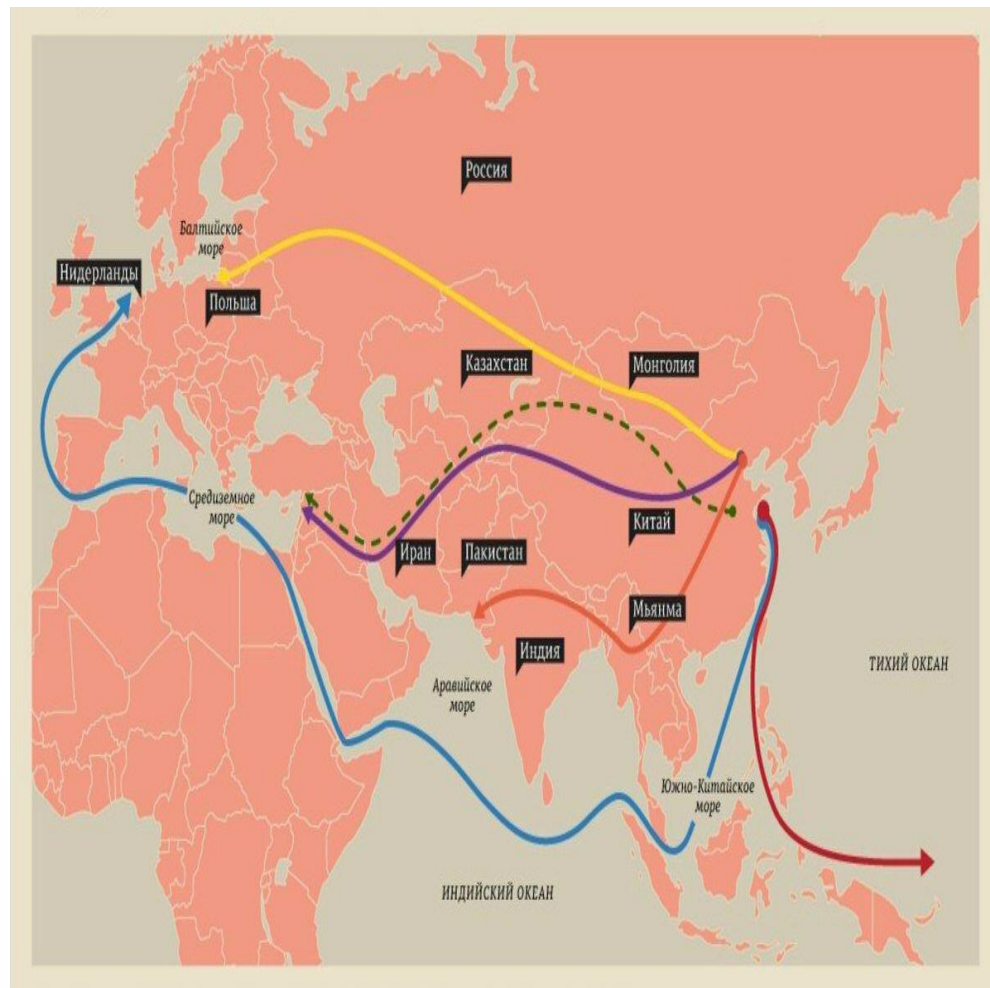 Россия
Балтийское
море
Нидерланды
Польша
Казахстан
Монголия
Средиземное
море
Китай
Иран
Пакистан
Мьянма
Индия
ТИХИЙ ОКЕАН
Аравийское
море
Южно-Китайское
море
ИНДИЙСКИЙ ОКЕАН